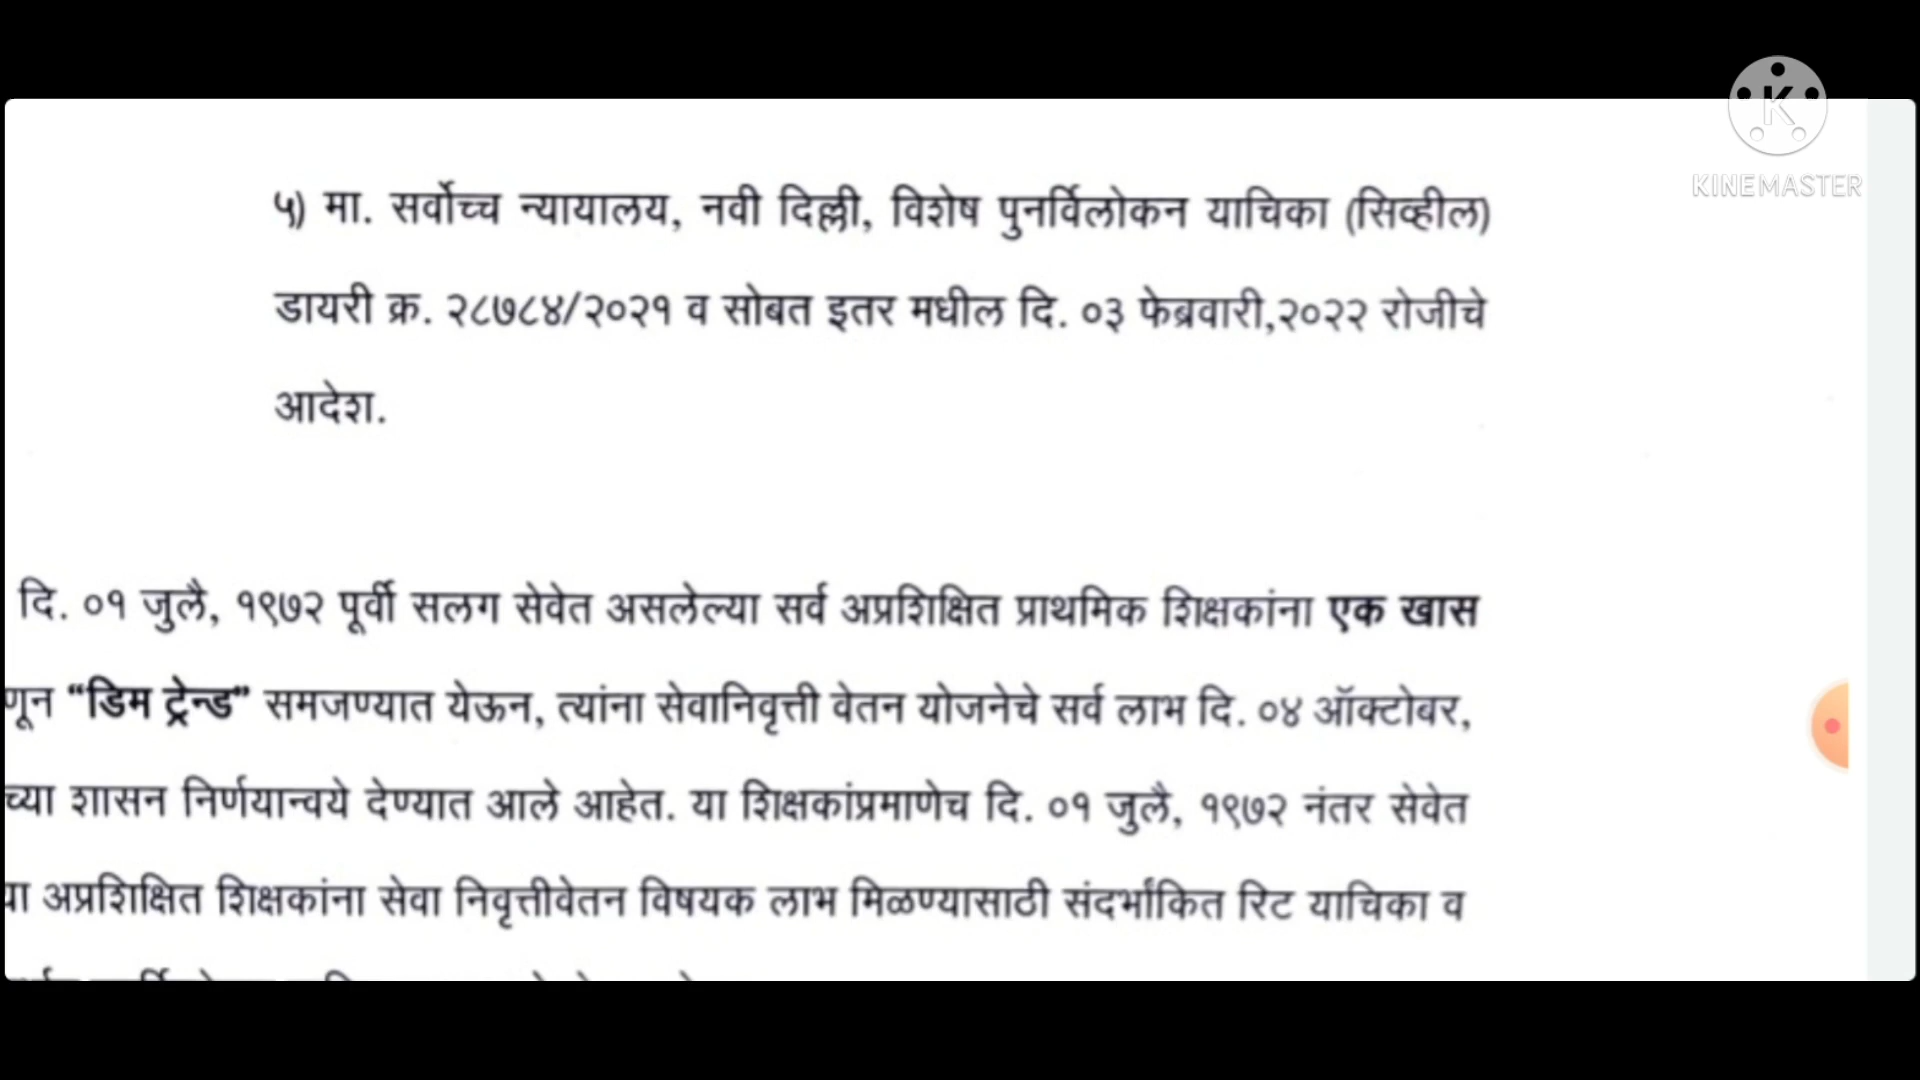 ५) मा. सर्वोच्च न्यायालय, नवी दिल्ली, विशेष पुनर्विलोकन याचिका (सिव्हील)
डायरी क्र. २८७८४/२०२१ व सोबत इतर मधील दि. ०३ फेब्रवारी,२०२२ रोजीचे
आदेश.
दि. ०१ जुलै, १९७२ पूर्वी सलग सेवेत असलेल्या सर्व अप्रशिक्षित प्राथमिक शिक्षकांना एक खास
“डिम ट्रेन्ड” समजण्यात येऊन, त्यांना सेवानिवृत्ती वेतन योजनेचे सर्व लाभ दि. ०४ ऑक्टोबर,
च्या शासन निर्णयान्वये देण्यात आले आहेत. या शिक्षकांप्रमाणेच दि. ०१ जुलै, १९७२ नंतर सेवेत
अप्रशिक्षित शिक्षकांना सेवा निवृत्तीवेतन विषयक लाभ मिळण्यासाठी संदर्भांकित रिट याचिका व
K
KINEMASTER